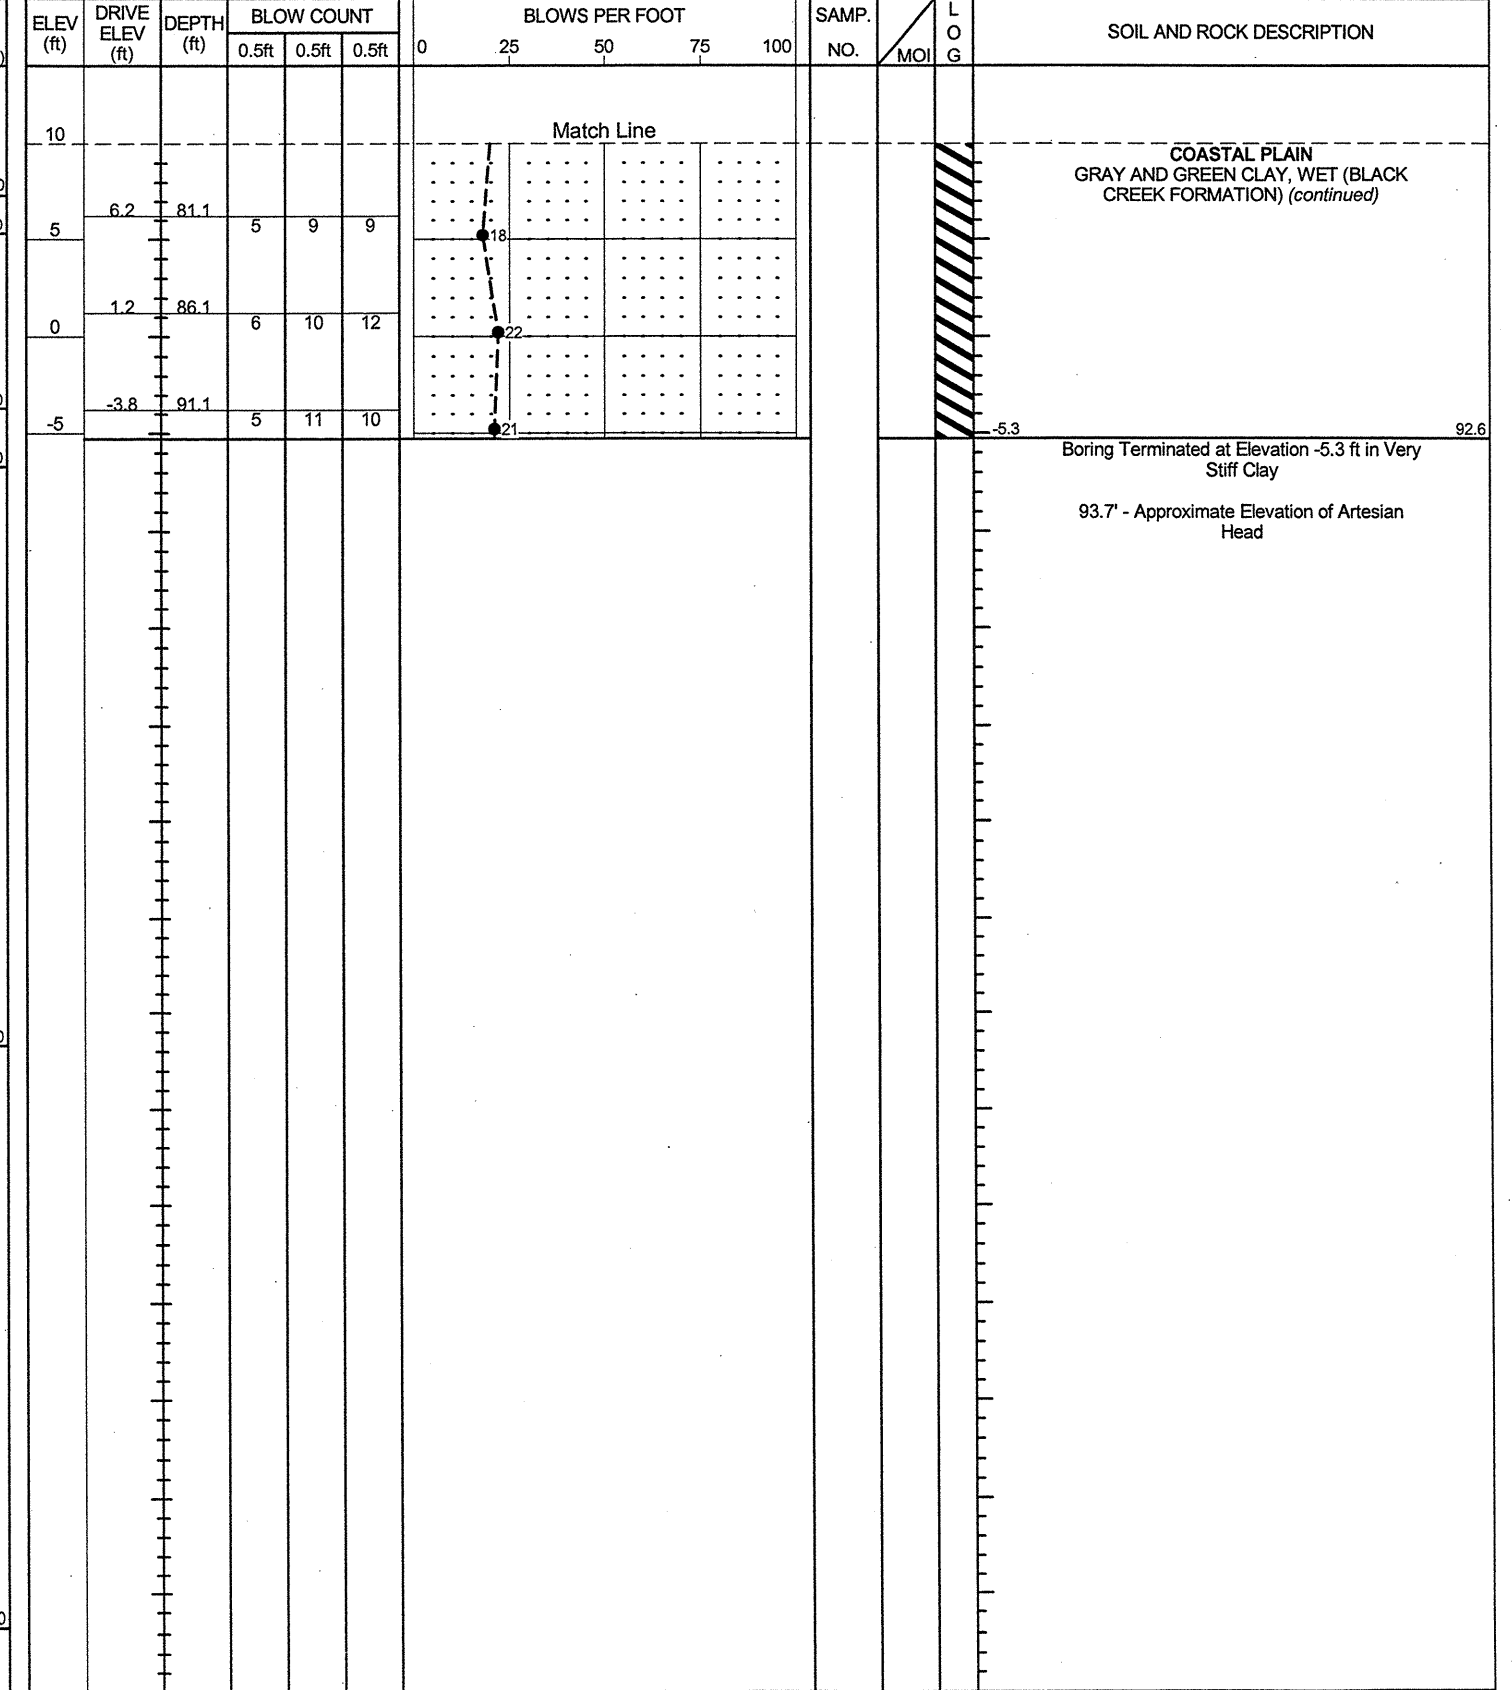 ELEV (ft) DRIVE ELEV (ft) DEPTH (ft) BLOW COUNT BLOWS PER FOOT SAMP. NO. MOI LOG SOIL AND ROCK DESCRIPTION
0.5ft 0.5ft 0.5ft 0 25 50 75 100
Match Line
10
COASTAL PLAIN
GRAY AND GREEN CLAY, WET (BLACK
CREEK FORMATION) (continued)
6.2 81.1
5 9 9
5 18
1.2 86.1
6 10 12
0 22
-3.8 91.1
5 11 10
-5 21
-5.3 92.6
Boring Terminated at Elevation -5.3 ft in Very
Stiff Clay
93.7' - Approximate Elevation of Artesian
Head